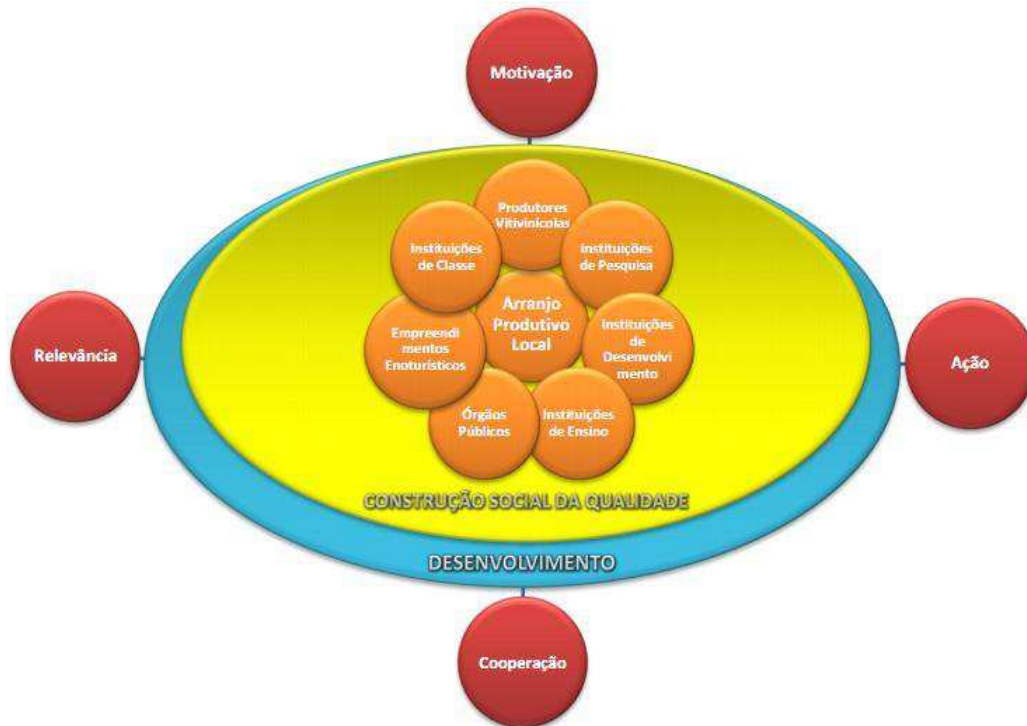 Motivação
Produtores
Vitivinícolas
Instituições
de Classe
Instituições
de Pesquisa
Arranjo
Produtivo
Local
Relevância
Empreendi
mentos
Enoturísticos
Instituições
de
Desenvolvi
mento
Ação
Órgãos
Públicos
Instituições
de Ensino
CONSTRUÇÃO SOCIAL DA QUALIDADE
DESENVOLVIMENTO
Cooperação